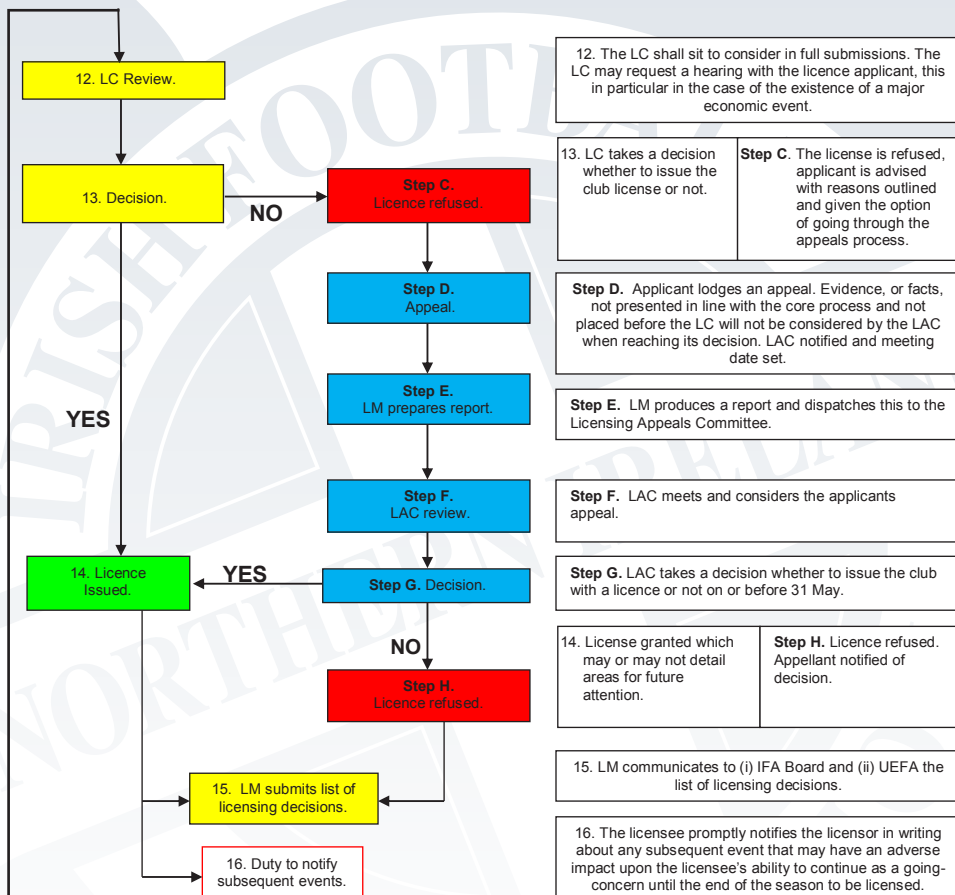 12. LC Review.
12. The LC shall sit to consider in full submissions. The
LC may request a hearing with the licence applicant, this
in particular in the case of the existence of a major
economic event.
13. Decision.
NO
Step C.
Licence refused.
13. LC takes a decision
whether to issue the
club license or not.
Step C. The license is refused,
applicant is advised
with reasons outlined
and given the option
of going through the
appeals process.
Step D.
Appeal.
Step D. Applicant lodges an appeal. Evidence, or facts,
not presented in line with the core process and not
placed before the LC will not be considered by the LAC
when reaching its decision. LAC notified and meeting
date set.
YES
Step E.
LM prepares report.
Step E. LM produces a report and dispatches this to the
Licensing Appeals Committee.
Step F.
LAC review.
Step F. LAC meets and considers the applicants
appeal.
14. Licence
Issued.
YES
Step G. Decision.
Step G. LAC takes a decision whether to issue the club
with a licence or not on or before 31 May.
NO
Step H.
Licence refused.
14. License granted which
may or may not detail
areas for future
attention.
Step H. Licence refused.
Appellant notified of
decision.
15. LM submits list of
licensing decisions.
15. LM communicates to (i) IFA Board and (ii) UEFA the
list of licensing decisions.
16. Duty to notify
subsequent events.
16. The licensee promptly notifies the licensor in writing
about any subsequent event that may have an adverse
impact upon the licensee's ability to continue as a going-
concern until the end of the season to be licensed.
IRISH FOOTB
NORTHERN IRELAN